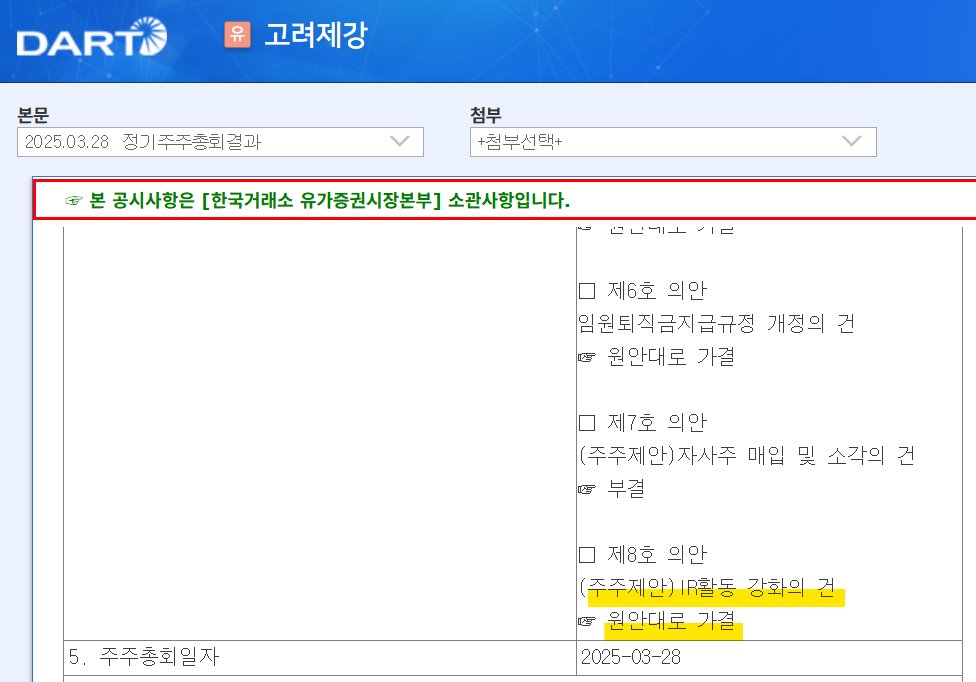 DART
유 고려제강
본문
첨부
2025.03.28 정기주주총회결과
+첨부선택+
☞ 본 공시사항은 [한국거래소 유가증권시장본부] 소관사항입니다.
☞ 원안대로 가결
□ 제6호 의안
임원퇴직금지급규정 개정의 건
☞ 원안대로 가결
□ 제7호 의안
(주주제안)자사주 매입 및 소각의 건
☞ 부결
□ 제8호 의안
(주주제안)IR활동 강화의 건
☞ 원안대로 가결
5. 주주총회일자
2025-03-28